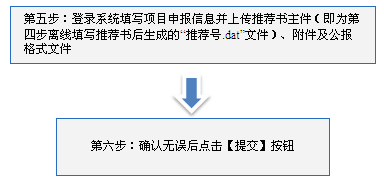 第五步：登录系统填写项目申报信息并上传推荐书主件（即为第
四步离线填写推荐书后生成的“推荐号.dat”文件）、附件及公报
格式文件
第六步：确认无误后点击【提交】按钮